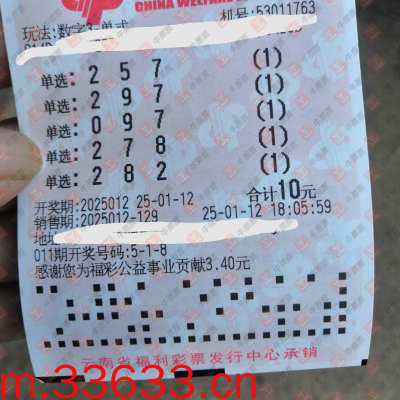 CHINA WELFARE
玩法:数字3-单式
机号:53011763
单选:2 5 7 (1)
单选:2 9 7 (1)
单选:0 9 7 (1)
单选:2 7 8 (1)
单选:2 8 2 (1)
开奖期:2025012 25-01-12 合计10元
销售期:2025012-129 25-01-12 18:05:59
地址
011期开奖号码:5-1-8
感谢您为福彩公益事业贡献3.40元
云南省福利彩票发行中心承销
m.33633.cn